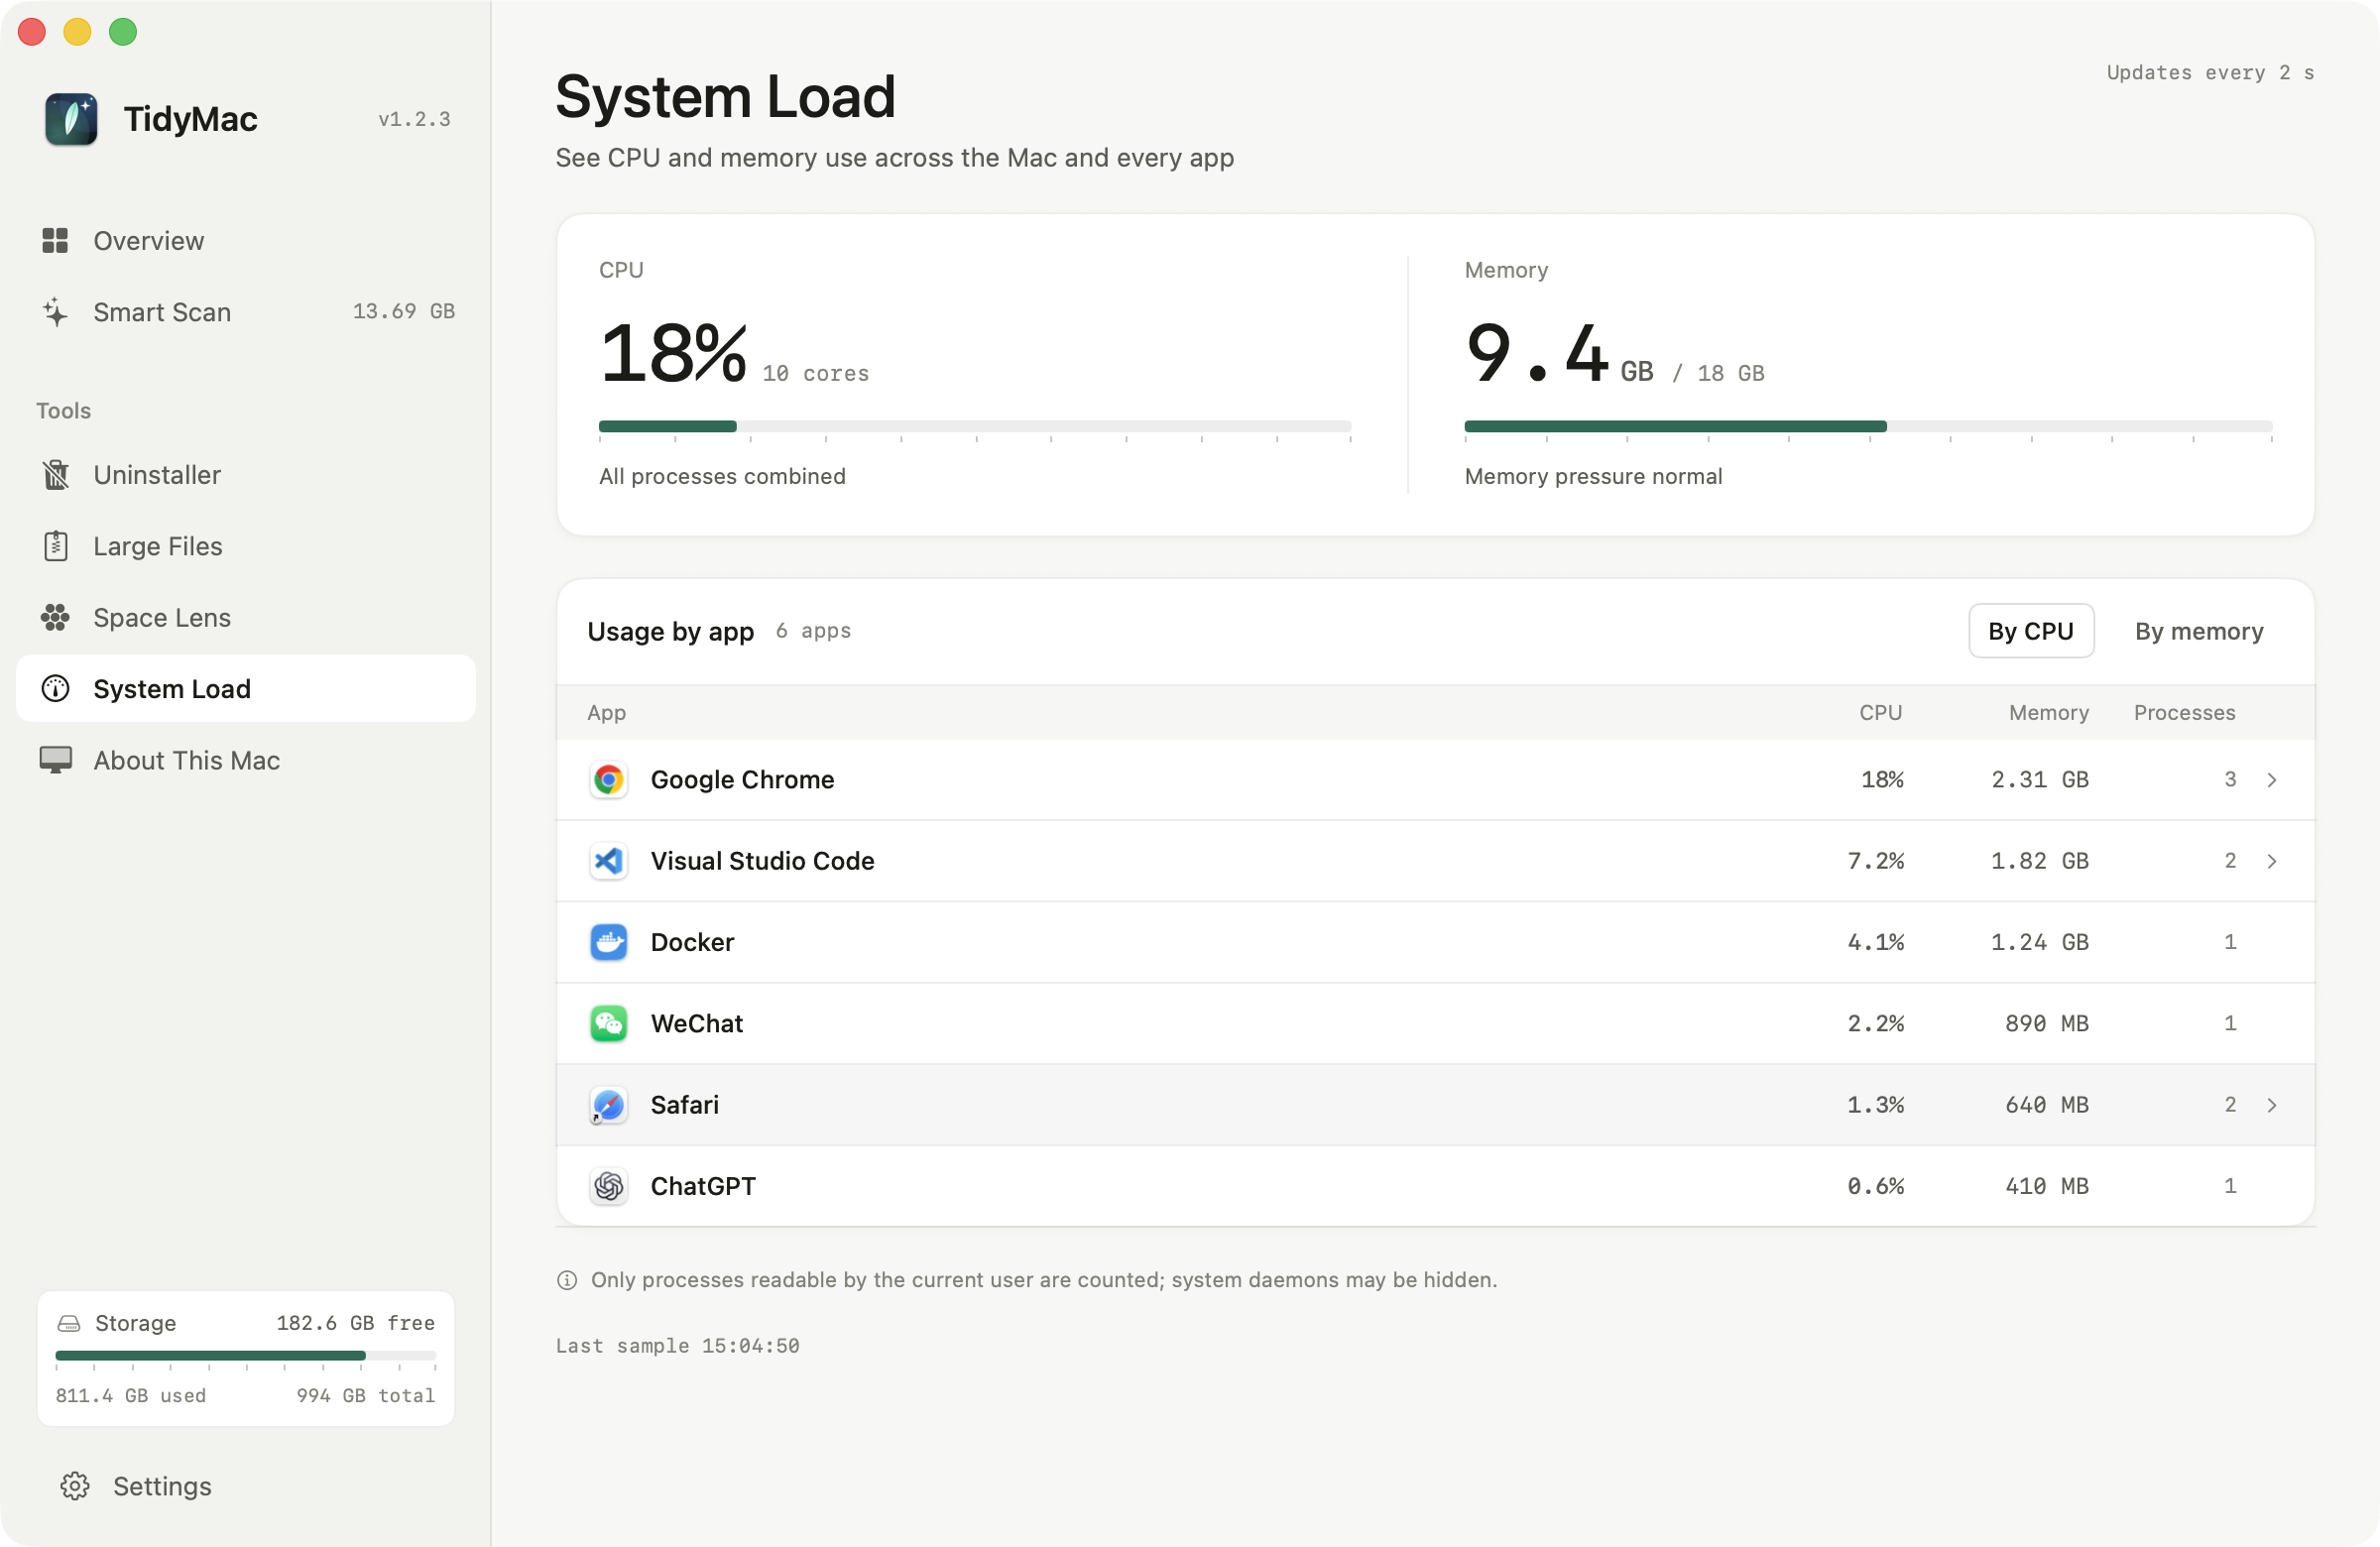 TidyMac v1.2.3
Overview
Smart Scan 13.69 GB
Tools
Uninstaller
Large Files
Space Lens
System Load
About This Mac
Storage 182.6 GB free
811.4 GB used 994 GB total
Settings
Updates every 2 s
System Load
See CPU and memory use across the Mac and every app
CPU
18% 10 cores
All processes combined
Memory
9.4 GB / 18 GB
Memory pressure normal
Usage by app 6 apps By CPU By memory
App CPU Memory Processes
Google Chrome 18% 2.31 GB 3
Visual Studio Code 7.2% 1.82 GB 2
Docker 4.1% 1.24 GB 1
WeChat 2.2% 890 MB 1
Safari 1.3% 640 MB 2
ChatGPT 0.6% 410 MB 1
Only processes readable by the current user are counted; system daemons may be hidden.
Last sample 15:04:50